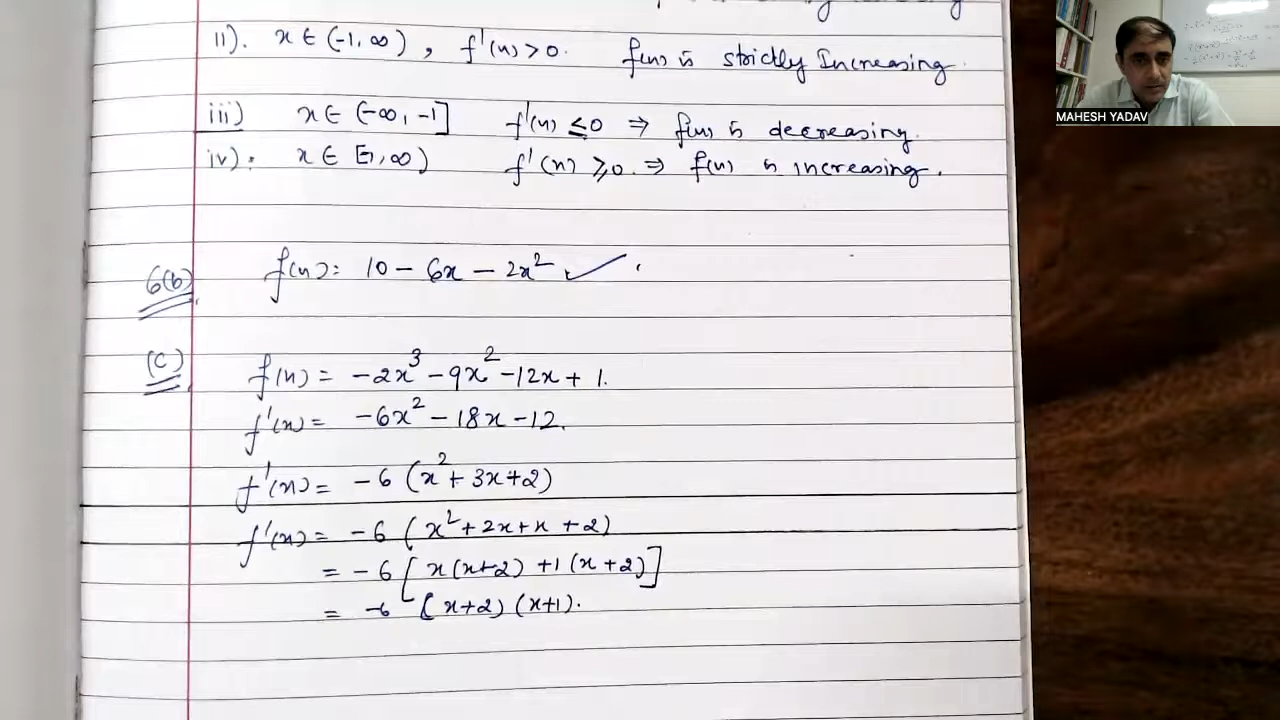 ii). x ∈ (-1, ∞), f'(x) > 0. f(x) is strictly Increasing.
iii) x ∈ (-∞, -1] f'(x) ≤ 0 ⇒ f(x) is decreasing.
iv). x ∈ [-1, ∞) f'(x) ≥ 0. ⇒ f(x) is increasing.
6(b). f(x) = 10 - 6x - 2x² ✓
(C) f(x) = -2x³ - 9x² - 12x + 1.
f'(x) = -6x² - 18x - 12.
f'(x) = -6 (x² + 3x + 2)
f'(x) = -6 (x² + 2x + x + 2)
= -6 [x(x+2) + 1(x+2)]
= -6 (x+2) (x+1).
MAHESH YADAV